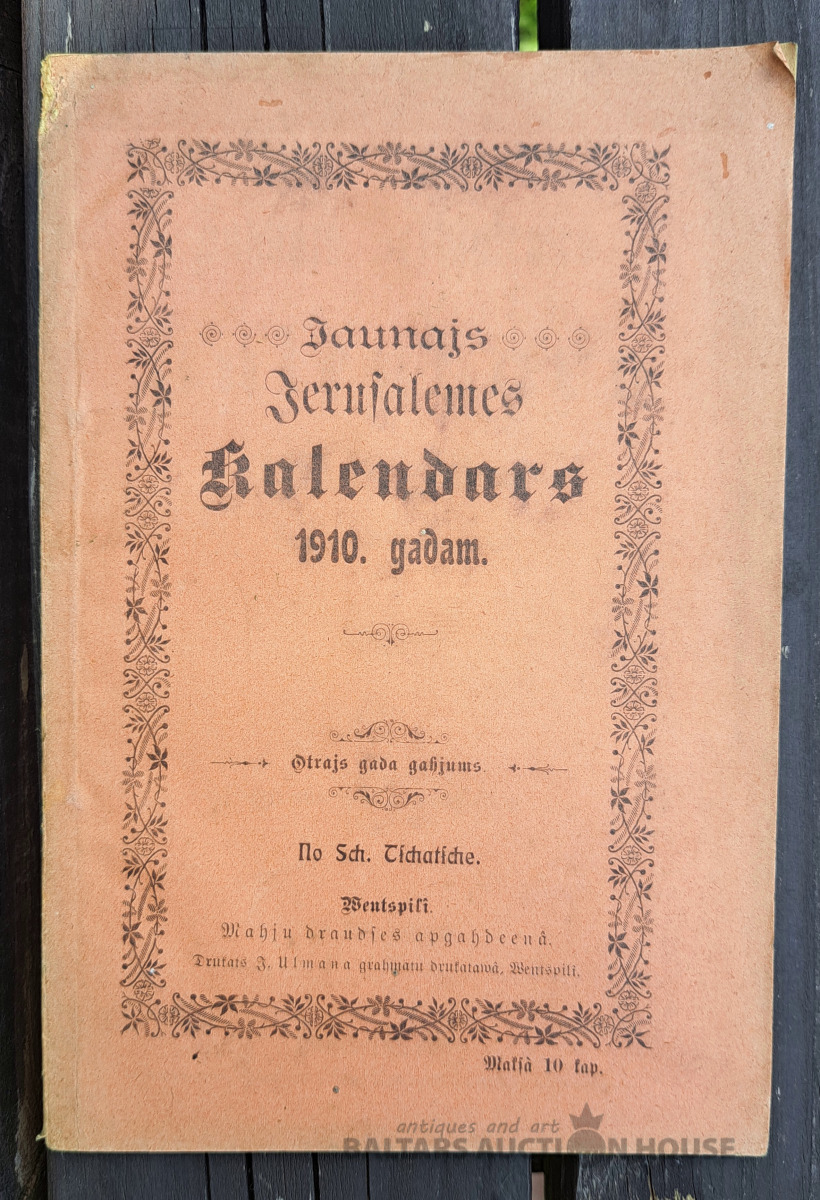 Jaunajs
Jeruſalemes
Kalendars
1910. gadam.
Otrajs gada gahjums.
No Sch. Tſchatſche.
Wentspilî.
Mahju draudſes apgahdeenâ.
Drukats J. Ulmana grahmatu drukatawâ, Wentspilî.
Makſâ 10 kap.
antiques and art
BALTARS AUCTION HOUSE